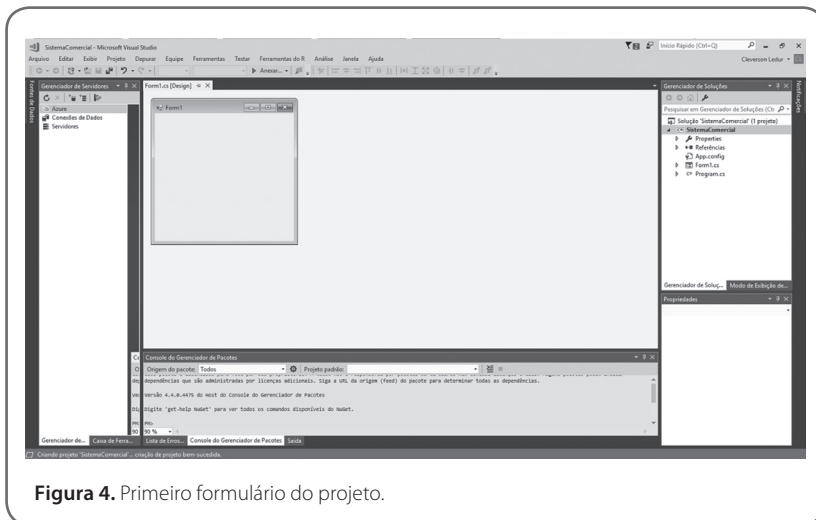 SistemaComercial - Microsoft Visual Studio
Início Rápido (Ctrl+Q)
Arquivo Editar Exibir Projeto Depurar Equipe Ferramentas Testar Ferramentas do R Análise Janela Ajuda
Cleverson Ledur
Anexar...
Fontes de Dados
Gerenciador de Servidores
Azure
Conexões de Dados
Servidores
Form1.cs [Design]
Form1
Gerenciador de Soluções
Pesquisar em Gerenciador de Soluções (Ctr
Solução 'SistemaComercial' (1 projeto)
SistemaComercial
Properties
Referências
App.config
Form1.cs
Program.cs
Notificações
Gerenciador de Soluç... Modo de Exibição de...
Propriedades
Console do Gerenciador de Pacotes
Origem do pacote: Todos
Projeto padrão:
dependências que são administradas por licenças adicionais. Siga a URL da origem (feed) do pacote para determinar todas as dependências.
Versão 4.4.0.4475 do Host do Console do Gerenciador de Pacotes
Digite 'get-help NuGet' para ver todos os comandos disponíveis do NuGet.
PM>
90 %
Gerenciador de... Caixa de Ferra...
Lista de Erros... Console do Gerenciador de Pacotes Saída
Criando projeto 'SistemaComercial'... criação de projeto bem-sucedida.
Figura 4. Primeiro formulário do projeto.